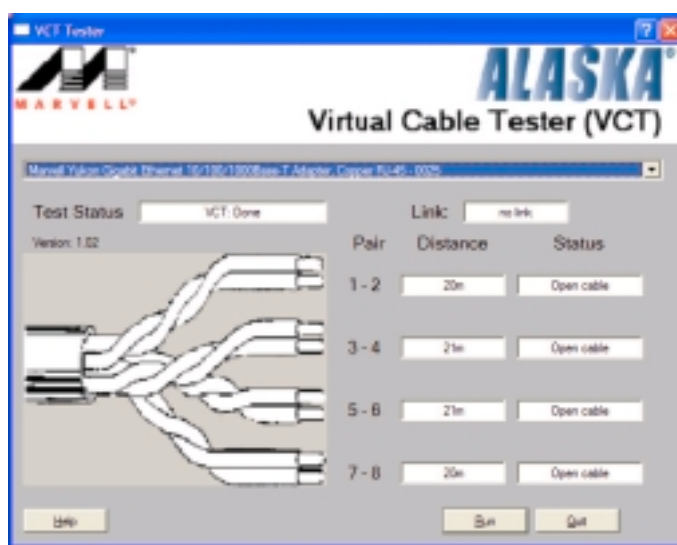 VCT Tester
MARVELL®
ALASKA®
Virtual Cable Tester (VCT)
Marvell Yukon Gigabit Ethernet 10/100/1000Base-T Adapter, Copper RJ-45 - 0025
Test Status VCT: Done Link: no link
Version: 1.02 Pair Distance Status
1 - 2 20m Open cable
3 - 4 21m Open cable
5 - 6 21m Open cable
7 - 8 20m Open cable
Help Run Quit